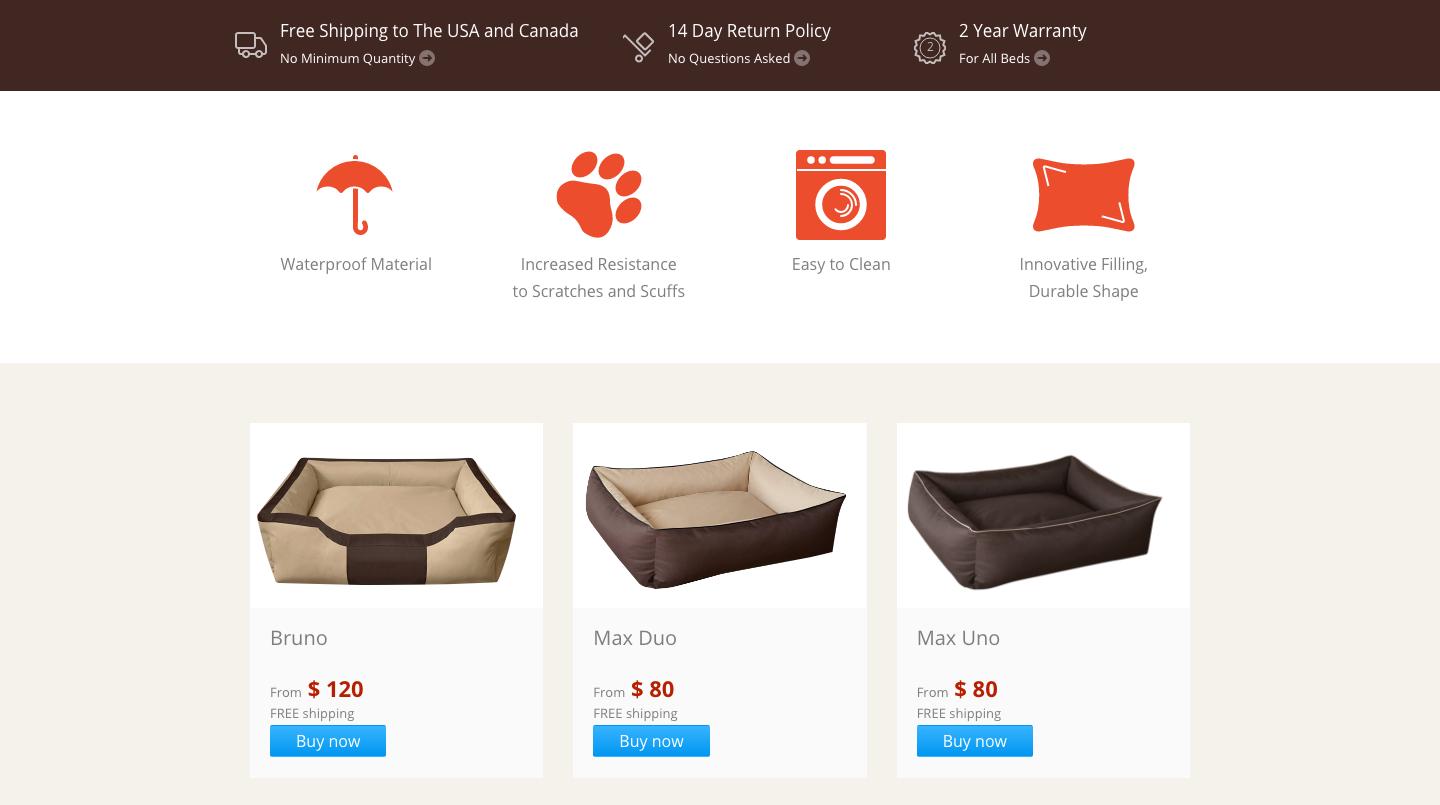 Free Shipping to The USA and Canada
No Minimum Quantity
14 Day Return Policy
No Questions Asked
2
2 Year Warranty
For All Beds
Waterproof Material
Increased Resistance
to Scratches and Scuffs
Easy to Clean
Innovative Filling,
Durable Shape
Bruno
From $ 120
FREE shipping
Buy now
Max Duo
From $ 80
FREE shipping
Buy now
Max Uno
From $ 80
FREE shipping
Buy now